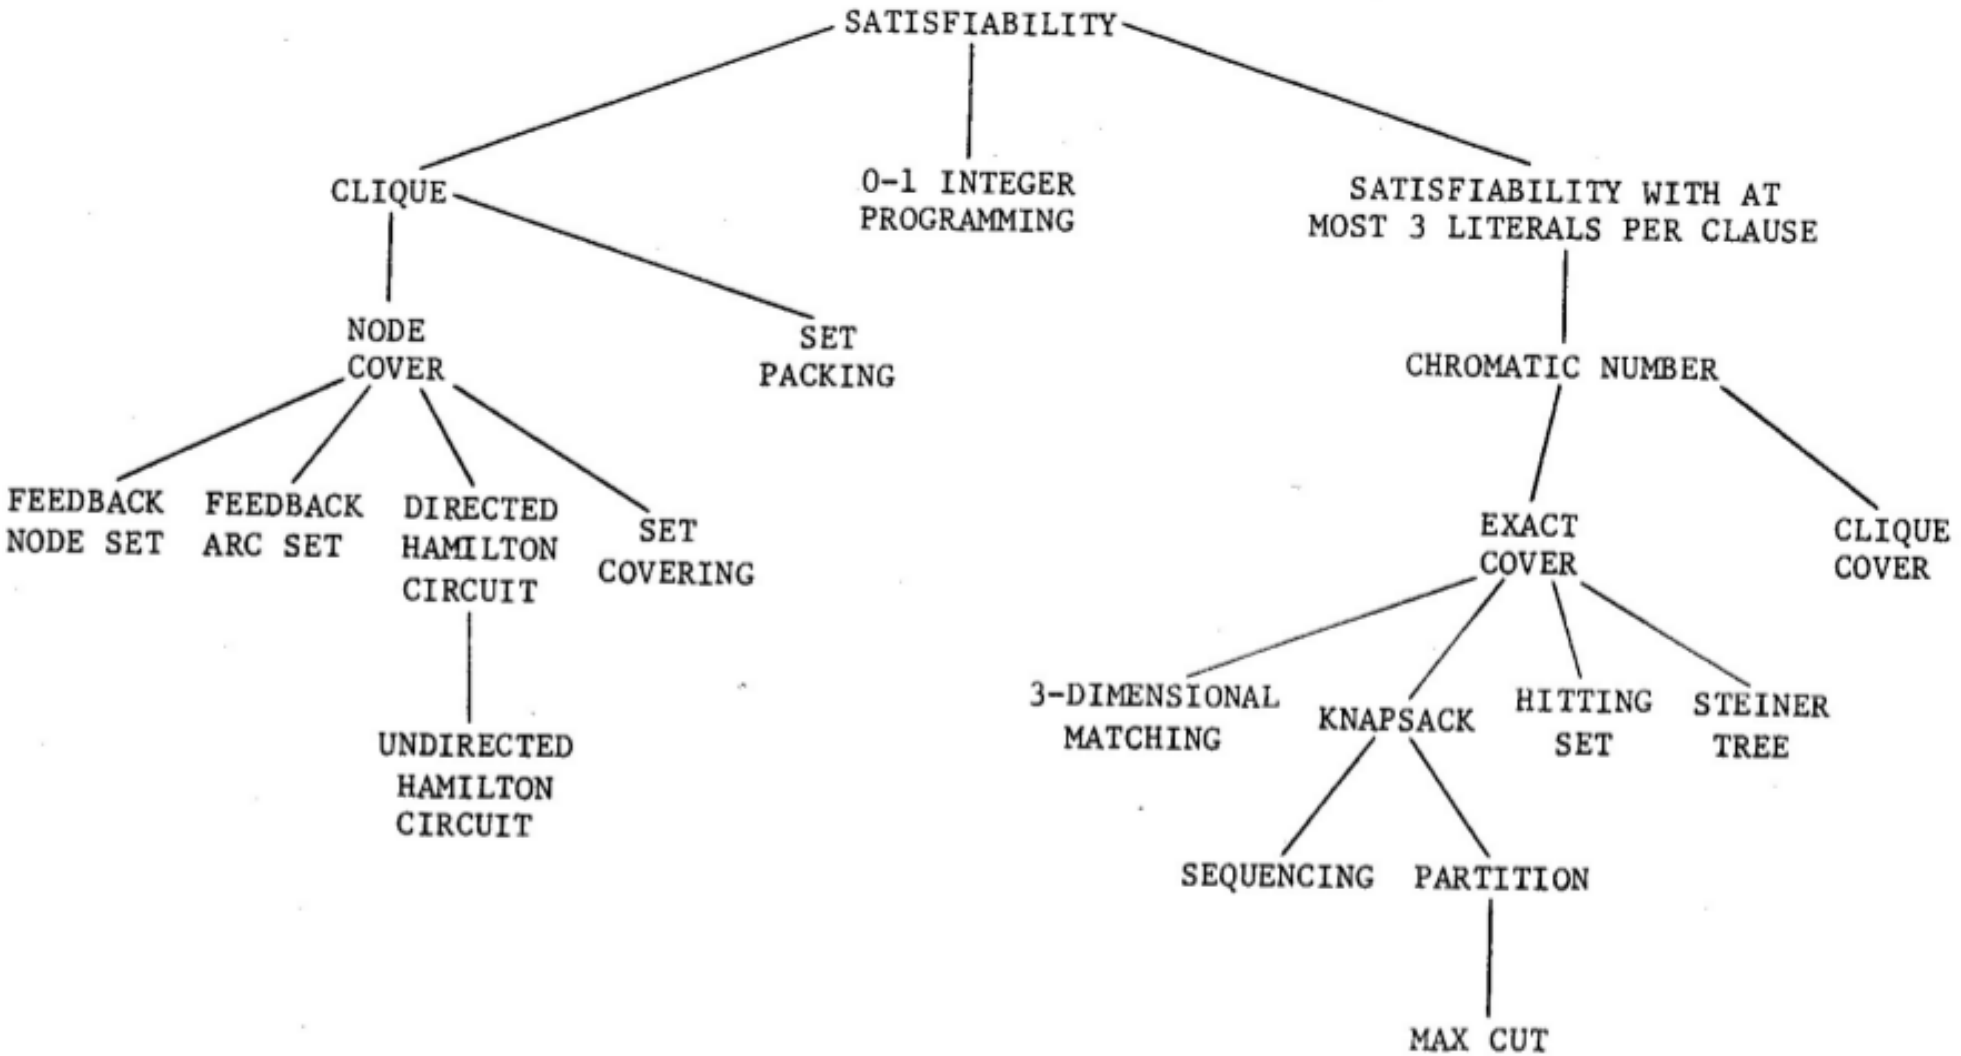 SATISFIABILITY
CLIQUE
0-1 INTEGER
PROGRAMMING
SATISFIABILITY WITH AT
MOST 3 LITERALS PER CLAUSE
NODE
COVER
SET
PACKING
CHROMATIC NUMBER
FEEDBACK
NODE SET
FEEDBACK
ARC SET
DIRECTED
HAMILTON
CIRCUIT
SET
COVERING
EXACT
COVER
CLIQUE
COVER
3-DIMENSIONAL
MATCHING
KNAPSACK
HITTING
SET
STEINER
TREE
UNDIRECTED
HAMILTON
CIRCUIT
SEQUENCING
PARTITION
MAX CUT